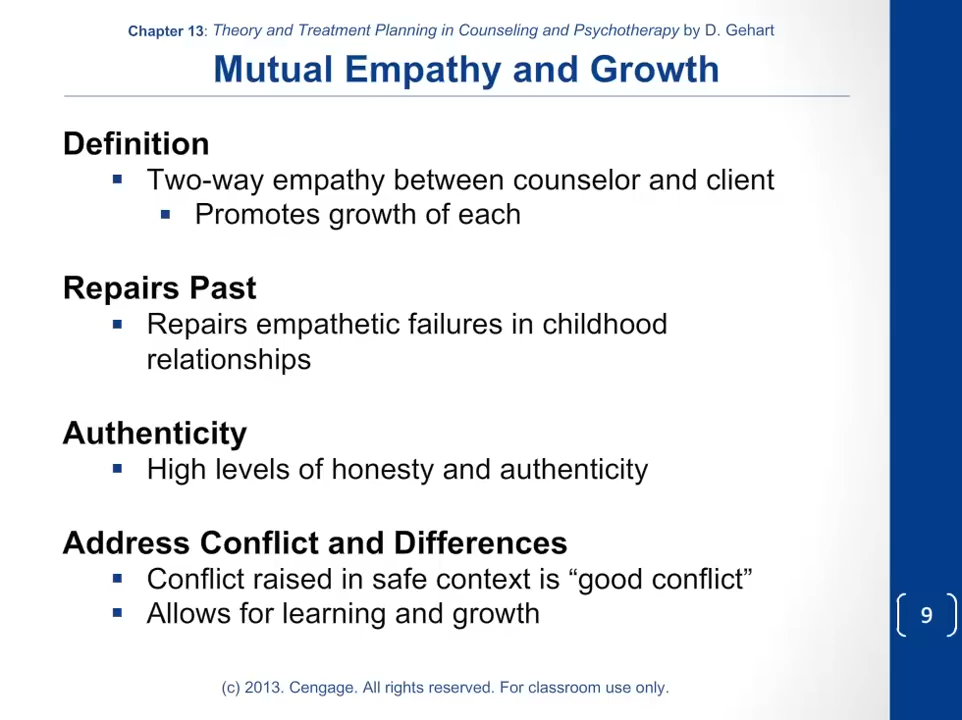 Chapter 13: Theory and Treatment Planning in Counseling and Psychotherapy by D. Gehart
Mutual Empathy and Growth
Definition
▪ Two-way empathy between counselor and client
▪ Promotes growth of each
Repairs Past
▪ Repairs empathetic failures in childhood
relationships
Authenticity
▪ High levels of honesty and authenticity
Address Conflict and Differences
▪ Conflict raised in safe context is “good conflict”
▪ Allows for learning and growth
9
(c) 2013. Cengage. All rights reserved. For classroom use only.